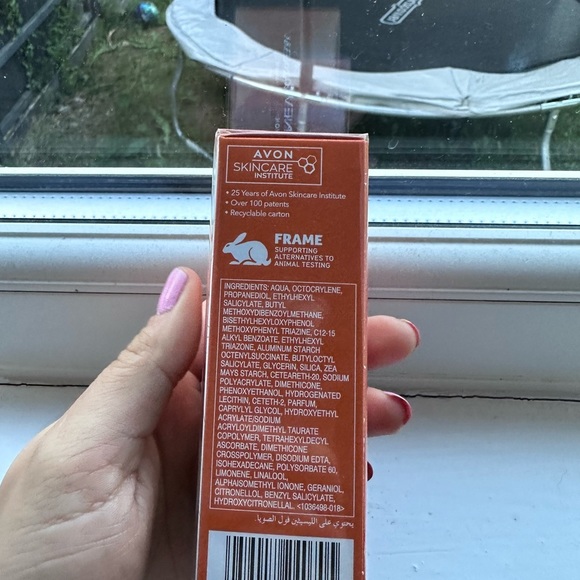 AVON
SKINCARE
INSTITUTE
• 25 Years of Avon Skincare Institute
• Over 100 patents
• Recyclable carton
FRAME
SUPPORTING
ALTERNATIVES TO
ANIMAL TESTING
INGREDIENTS: AQUA, OCTOCRYLENE,
PROPANEDIOL, ETHYLHEXYL
SALICYLATE, BUTYL
METHOXYDIBENZOYLMETHANE,
BISETHYLHEXYLOXYPHENOL
METHOXYPHENYL TRIAZINE, C12-15
ALKYL BENZOATE, ETHYLHEXYL
TRIAZONE, ALUMINUM STARCH
OCTENYLSUCCINATE, BUTYLOCTYL
SALICYLATE, GLYCERIN, SILICA, ZEA
MAYS STARCH, CETEARETH-20, SODIUM
POLYACRYLATE, DIMETHICONE,
PHENOXYETHANOL, HYDROGENATED
LECITHIN, CETETH-2, PARFUM,
CAPRYLYL GLYCOL, HYDROXYETHYL
ACRYLATE/SODIUM
ACRYLOYLDIMETHYL TAURATE
COPOLYMER, TETRAHEXYLDECYL
ASCORBATE, DIMETHICONE
CROSSPOLYMER, DISODIUM EDTA,
ISOHEXADECANE, POLYSORBATE 60,
LIMONENE, LINALOOL,
ALPHAISOMETHYL IONONE, GERANIOL,
CITRONELLOL, BENZYL SALICYLATE,
HYDROXYCITRONELLAL. <1036498-018>
يحتوي على الليسيثين فول الصويا.